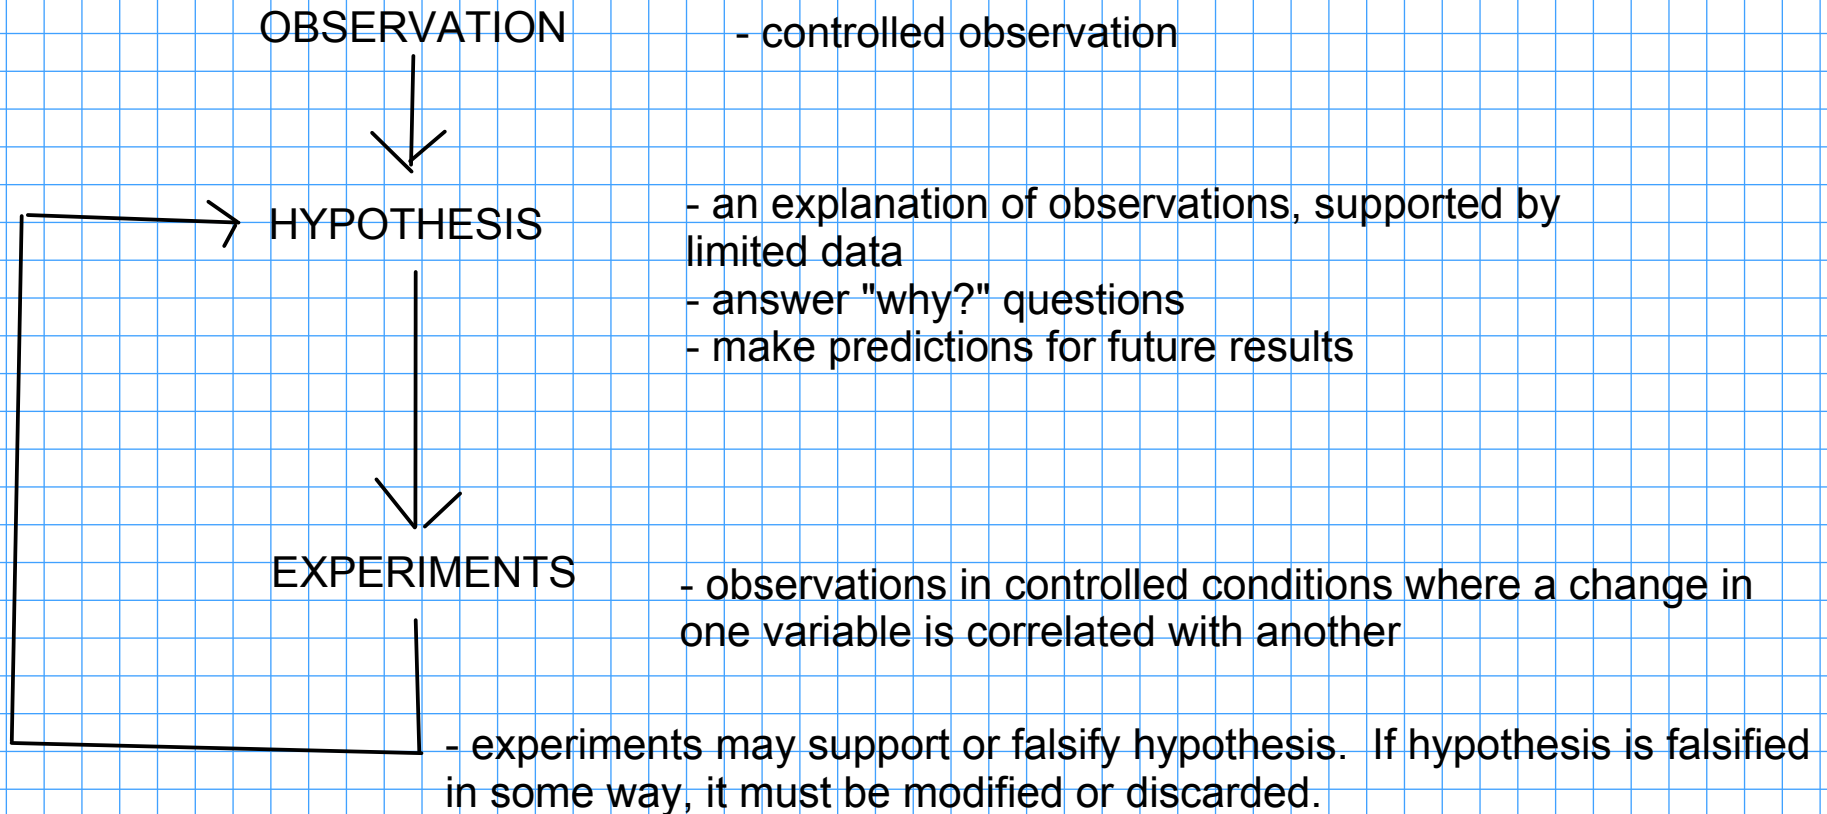 OBSERVATION
- controlled observation
HYPOTHESIS
- an explanation of observations, supported by
limited data
- answer "why?" questions
- make predictions for future results
EXPERIMENTS
- observations in controlled conditions where a change in
one variable is correlated with another
- experiments may support or falsify hypothesis.  If hypothesis is falsified
in some way, it must be modified or discarded.